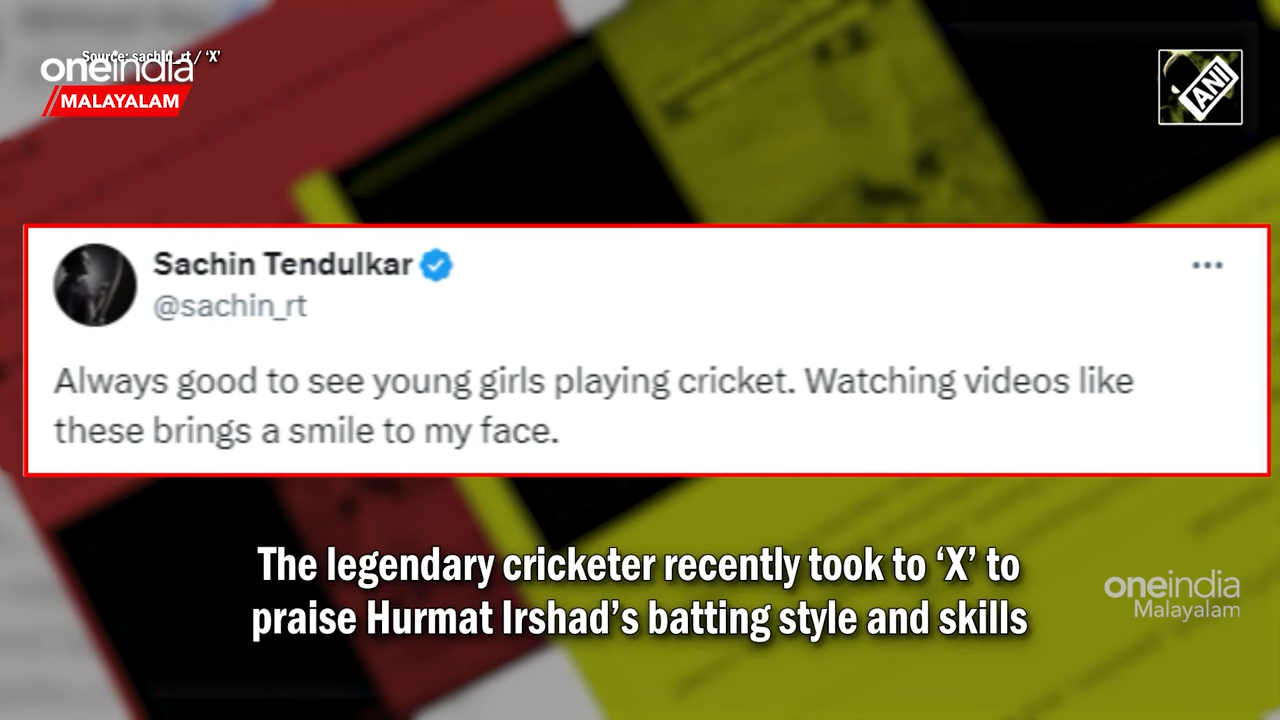 Source: sachin_rt / ‘X’
oneindia
MALAYALAM
ANI
Sachin Tendulkar
@sachin_rt
Always good to see young girls playing cricket. Watching videos like
these brings a smile to my face.
The legendary cricketer recently took to ‘X’ to
praise Hurmat Irshad’s batting style and skills
oneindia
Malayalam